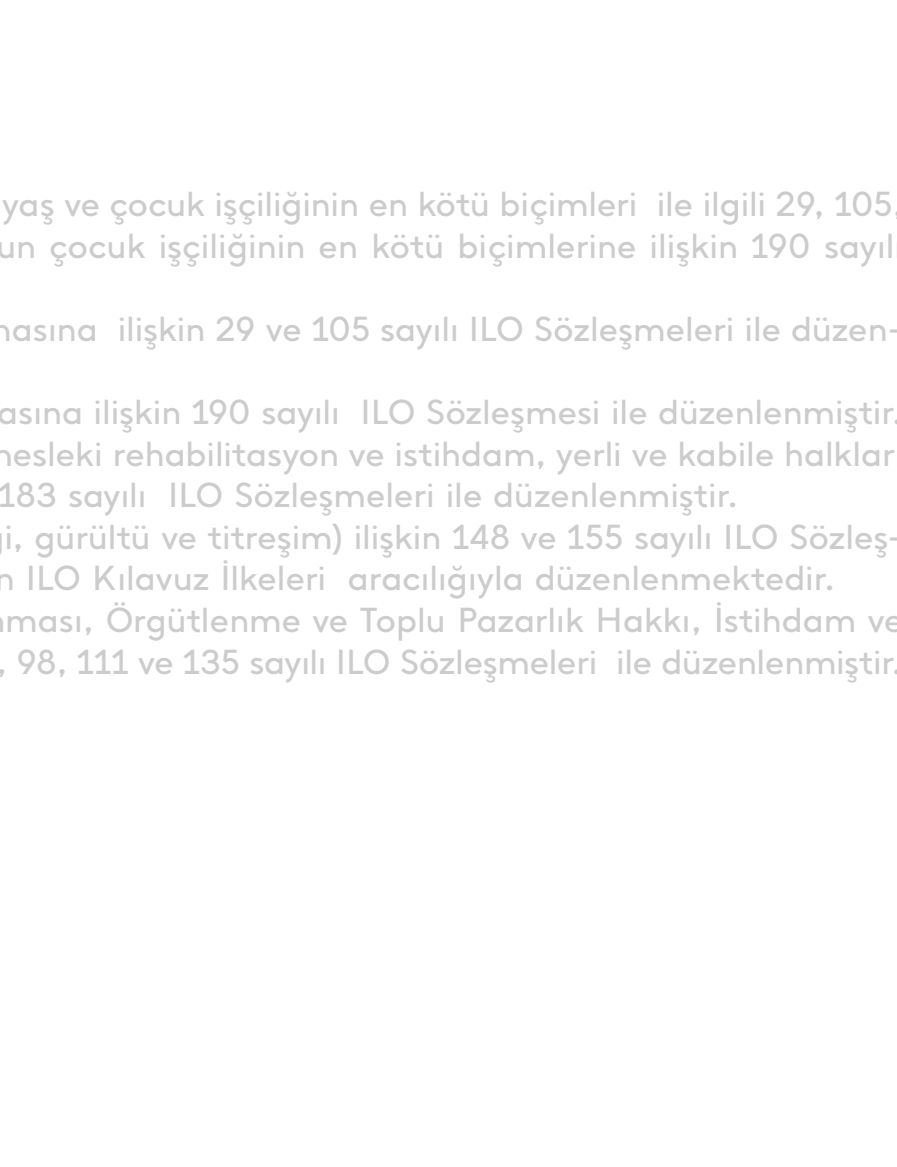 yaş ve çocuk işçiliğinin en kötü biçimleri ile ilgili 29, 105,
un çocuk işçiliğinin en kötü biçimlerine ilişkin 190 sayılı
ilişkin 29 ve 105 sayılı ILO Sözleşmeleri ile düzen-
asına ilişkin 190 sayılı ILO Sözleşmesi ile düzenlenmiştir.
mesleki rehabilitasyon ve istihdam, yerli ve kabile halklar
183 sayılı ILO Sözleşmeleri ile düzenlenmiştir.
gürültü ve titreşim) ilişkin 148 ve 155 sayılı ILO Sözleş-
ILO Kılavuz İlkeleri aracılığıyla düzenlenmektedir.
nması, Örgütlenme ve Toplu Pazarlık Hakkı, İstihdam ve
, 98, 111 ve 135 sayılı ILO Sözleşmeleri ile düzenlenmiştir.